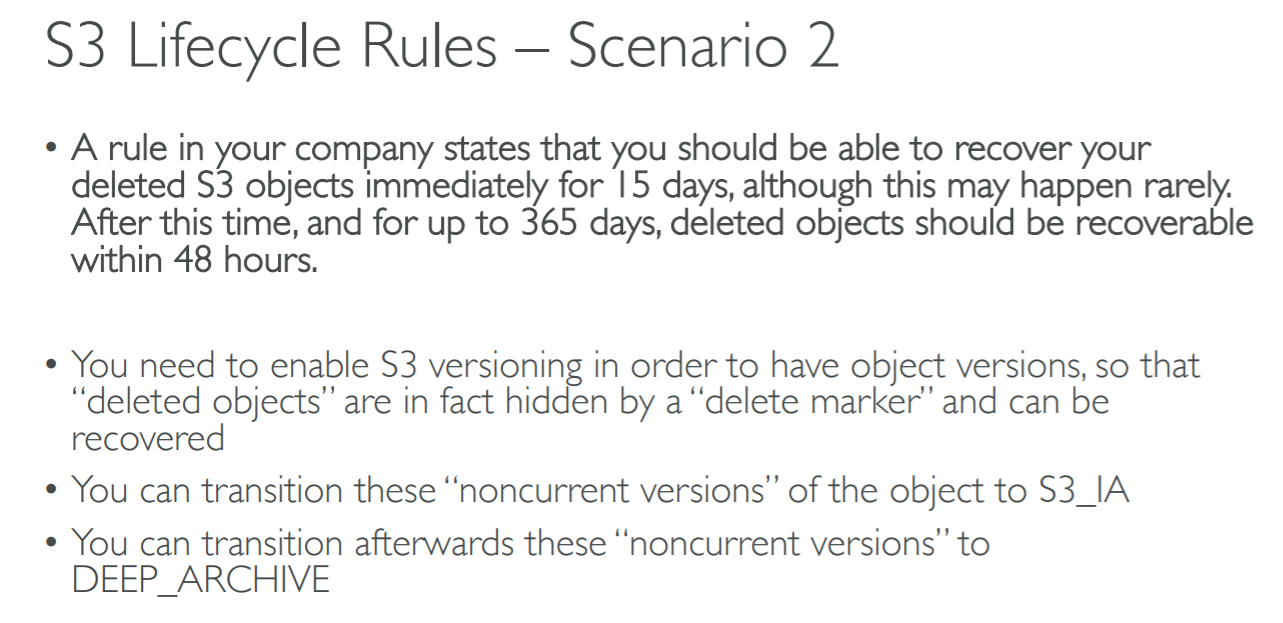 S3 Lifecycle Rules – Scenario 2
• A rule in your company states that you should be able to recover your
deleted S3 objects immediately for 15 days, although this may happen rarely.
After this time, and for up to 365 days, deleted objects should be recoverable
within 48 hours.
• You need to enable S3 versioning in order to have object versions, so that
“deleted objects” are in fact hidden by a “delete marker” and can be
recovered
• You can transition these “noncurrent versions” of the object to S3_IA
• You can transition afterwards these “noncurrent versions” to
DEEP_ARCHIVE